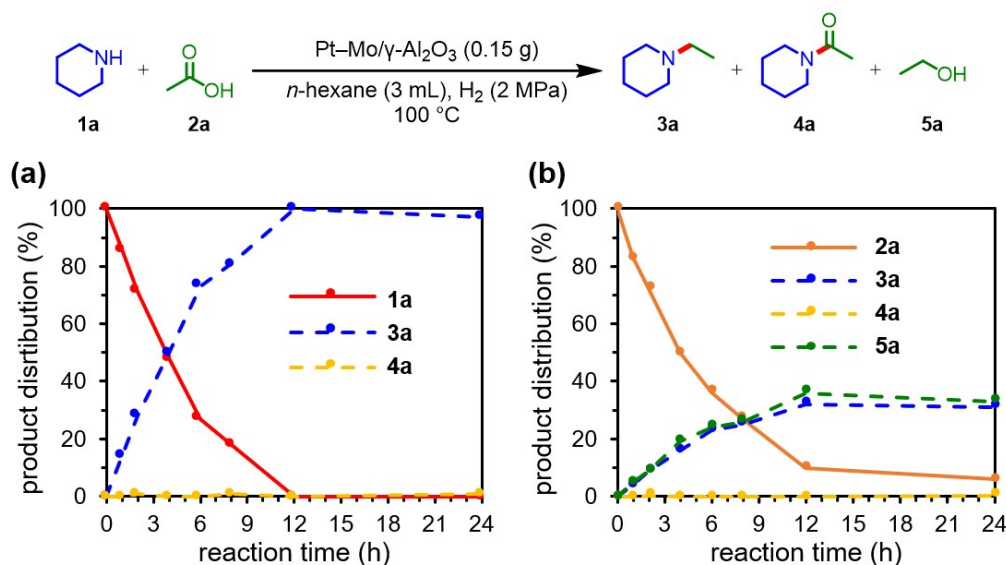 NH
O
OH
+
Pt–Mo/γ-Al₂O₃ (0.15 g)
n-hexane (3 mL), H₂ (2 MPa)
100 °C
N
+
O
N
+
OH
1a
2a
3a
4a
5a
(a)
product disrtibution (%)
100
80
60
40
20
0
1a
3a
4a
0 3 6 9 12 15 18 21 24
reaction time (h)
(b)
product distribution (%)
100
80
60
40
20
0
2a
3a
4a
5a
0 3 6 9 12 15 18 21 24
reaction time (h)